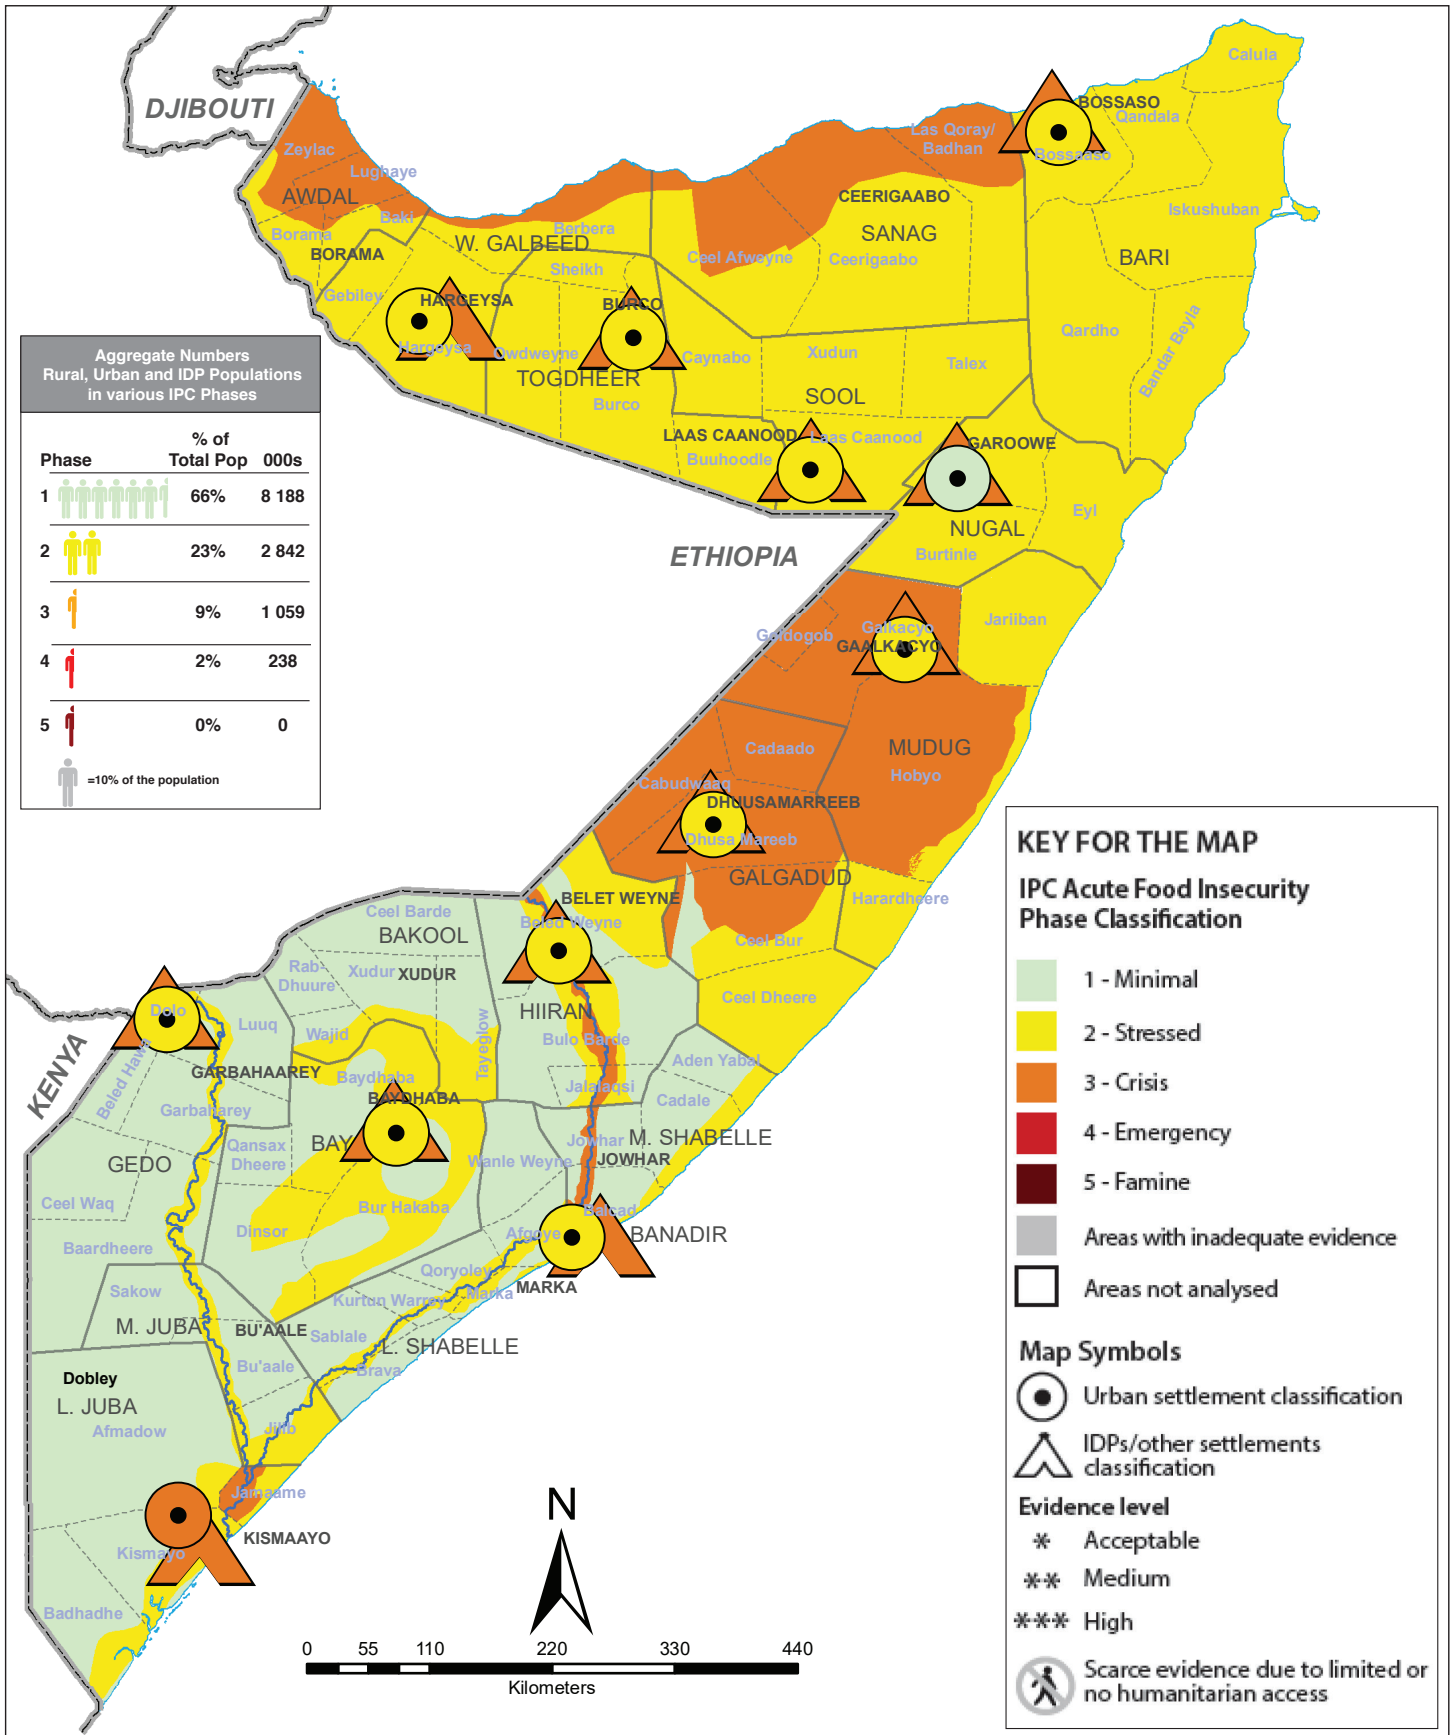 DJIBOUTI
Calula
BOSSASO
Qandala
Bossaaso
Las Qoray/
Badhan
Zeylac
Lughaye
AWDAL
Baki
Borama
BORAMA
Berbera
W. GALBEED
Sheikh
CEERIGAABO
SANAG
Ceel Afweyne
Ceerigaabo
Iskushuban
BARI
Gebiley
HARGEYSA
Hargeysa
BURCO
Owdweyne
TOGDHEER
Burco
Caynabo
Xudun
Talex
SOOL
Qardho
Bandar Beyla
LAAS CAANOOD
Laas Caanood
Buuhoodle
GAROOWE
NUGAL
Eyl
Burtinle
ETHIOPIA
Aggregate Numbers
Rural, Urban and IDP Populations
in various IPC Phases
% of
Phase Total Pop 000s
1 66% 8 188
2 23% 2 842
3 9% 1 059
4 2% 238
5 0% 0
=10% of the population
Goldogob
Galkacyo
GAALKACYO
Jariiban
Cadaado
MUDUG
Hobyo
Cabudwaaq
DHUUSAMARREEB
Dhusa Mareeb
GALGADUD
Harardheere
Ceel Bur
Ceel Dheere
BELET WEYNE
Beled Weyne
Ceel Barde
BAKOOL
Rab-
Dhuure
Xudur
XUDUR
HIIRAN
Bulo Barde
Tayeglow
Wajid
Dolo
Luuq
KENYA
Beled Hawa
GARBAHAAREY
Garbaharey
Baydhaba
BAYDHABA
Jalalaqsi
Aden Yabal
Cadale
Jowhar
M. SHABELLE
JOWHAR
BAY
Qansax
Dheere
Wanle Weyne
GEDO
Ceel Waq
Bur Hakaba
Dinsor
Balcad
BANADIR
Afgoye
Baardheere
Qoryoley
Marka
MARKA
Sakow
Kurtun Warrey
M. JUBA
BU'AALE
Sablale
L. SHABELLE
Bu'aale
Brava
Dobley
L. JUBA
Afmadow
Jilib
Jamaame
KISMAAYO
Kismayo
Badhadhe
N
0 55 110 220 330 440
Kilometers
KEY FOR THE MAP
IPC Acute Food Insecurity
Phase Classification
1 - Minimal
2 - Stressed
3 - Crisis
4 - Emergency
5 - Famine
Areas with inadequate evidence
Areas not analysed
Map Symbols
Urban settlement classification
IDPs/other settlements
classification
Evidence level
* Acceptable
** Medium
*** High
Scarce evidence due to limited or
no humanitarian access